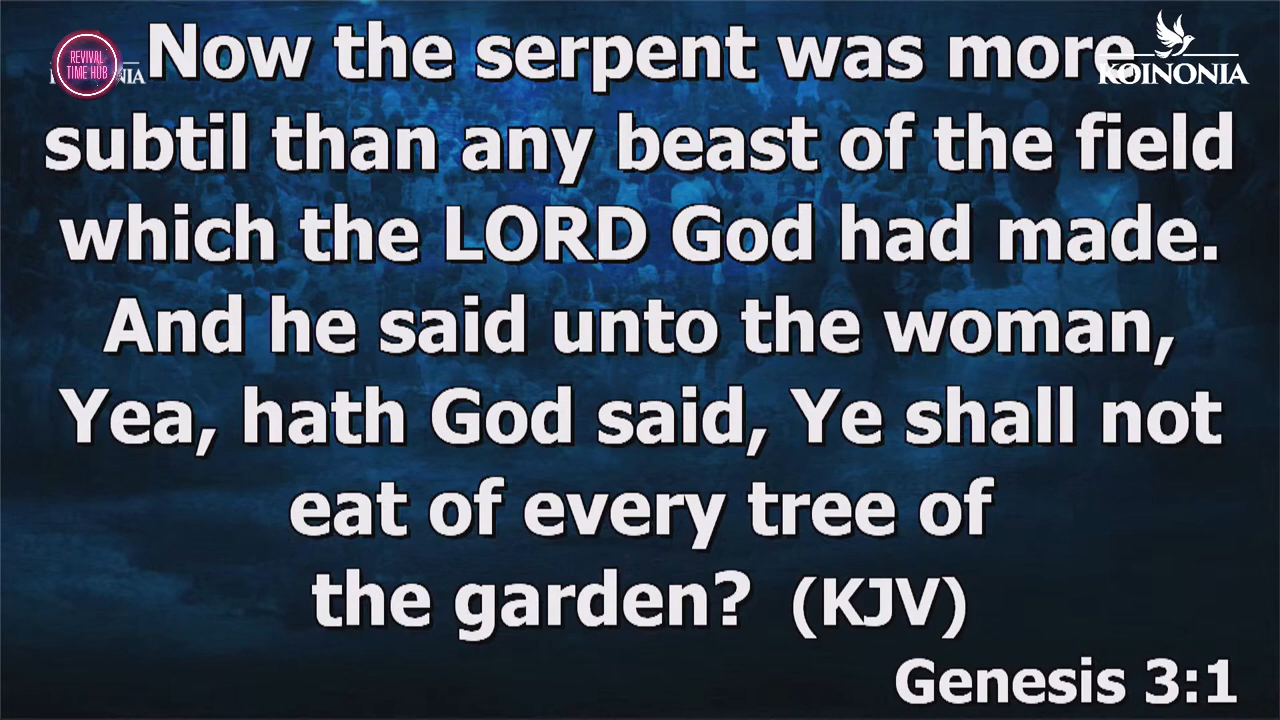 REVIVAL
TIME HUB
NIA
KOINONIA
Now the serpent was more
subtil than any beast of the field
which the LORD God had made.
And he said unto the woman,
Yea, hath God said, Ye shall not
eat of every tree of
the garden? (KJV)
Genesis 3:1